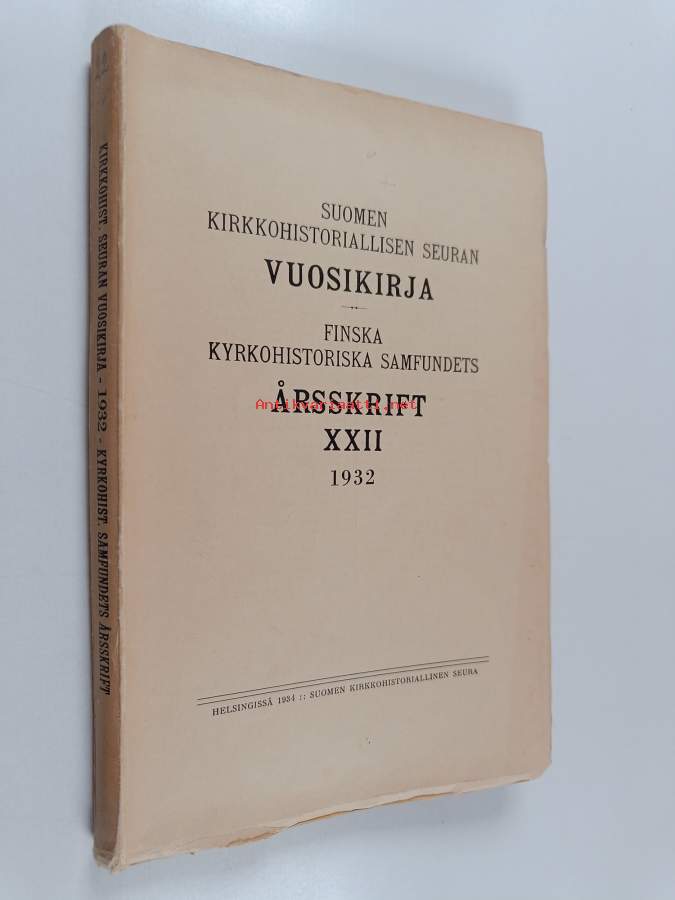 SUOMEN
KIRKKOHISTORIALLISEN SEURAN
VUOSIKIRJA
FINSKA
KYRKOHISTORISKA SAMFUNDETS
ÅRSSKRIFT
Antikvariaatti.net
XXII
1932
HELSINGISSÄ 1934 :: SUOMEN KIRKKOHISTORIALLINEN SEURA
KIRKKOHIST. SEURAN VUOSIKIRJA - 1932 - KYRKOHIST. SAMFUNDETS ÅRSSKRIFT